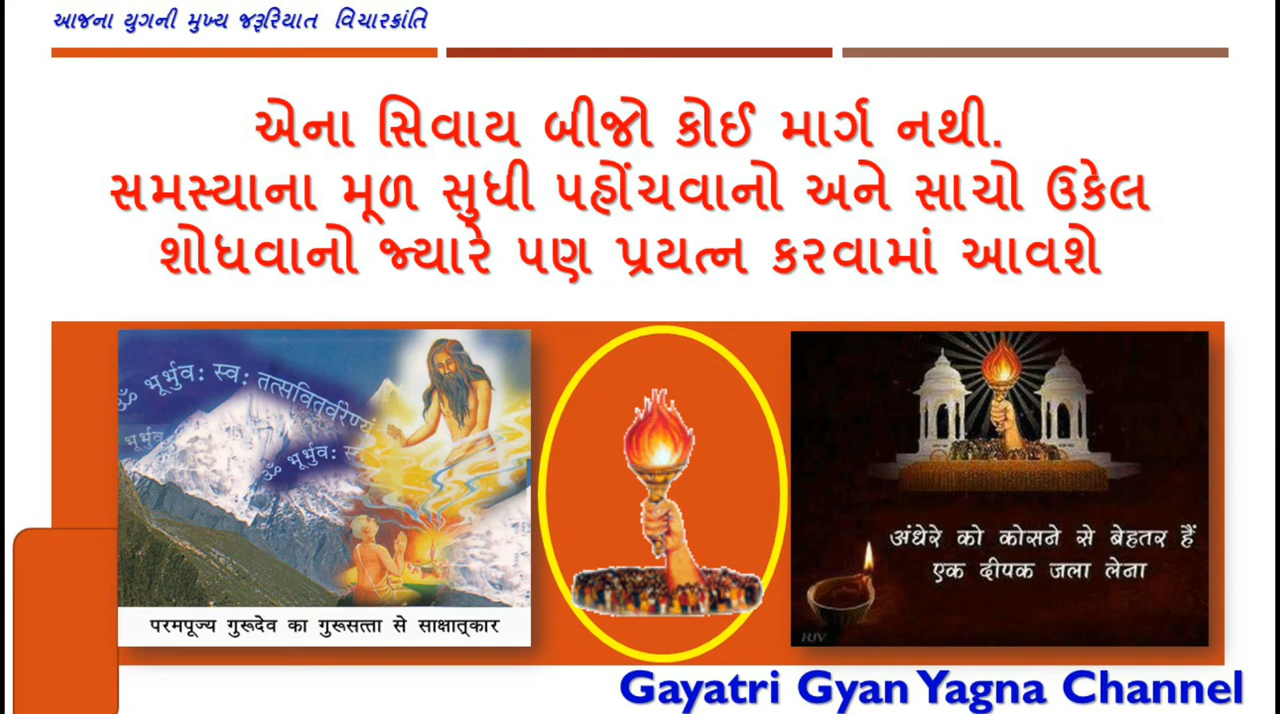 આજના યુગની મુખ્ય જરૂરિયાત વિચારક્રાંતિ
એના સિવાય બીજો કોઈ માર્ગ નથી.
સમસ્યાના મૂળ સુધી પહોંચવાનો અને સાચો ઉકેલ
શોધવાનો જ્યારે પણ પ્રયત્ન કરવામાં આવશે
ॐ भूर्भुवः स्वः तत्सवितुर्वरेण्यं
भूर्भुवः
ॐ भूर्भुवः स्
परमपूज्य गुरूदेव का गुरूसत्ता से साक्षात्कार
अंधेरे को कोसने से बेहतर हैं
एक दीपक जला लेना
RJV
Gayatri Gyan Yagna Channel